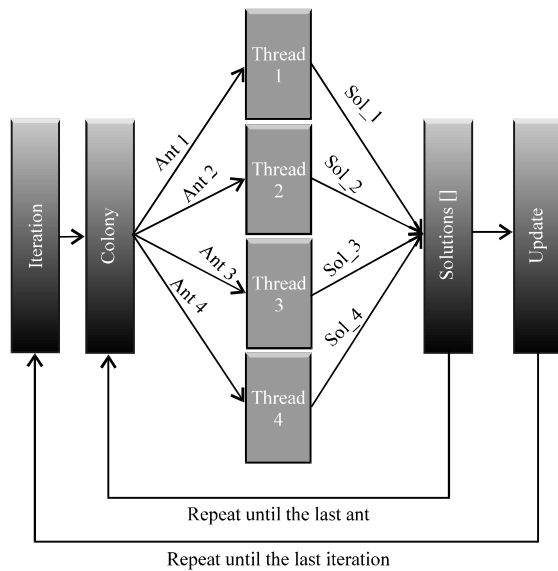 Iteration
Colony
Ant 1
Ant 2
Ant 3
Ant 4
Thread
1
Thread
2
Thread
3
Thread
4
Sol_1
Sol_2
Sol_3
Sol_4
Solutions []
Update
Repeat until the last ant
Repeat until the last iteration